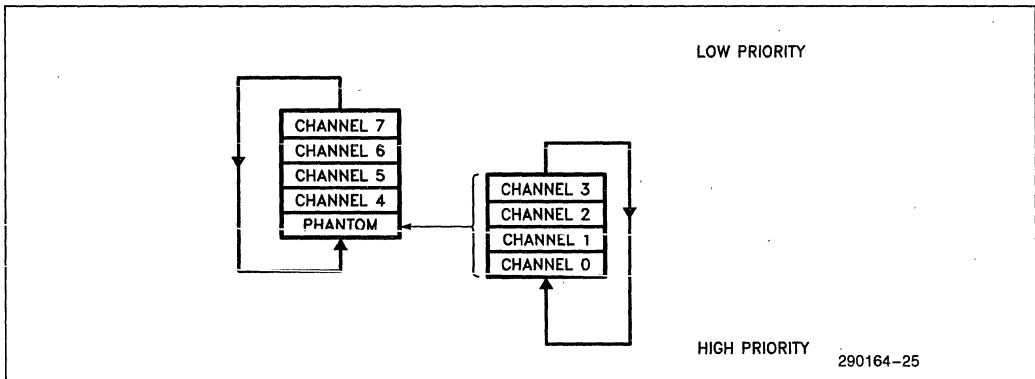 LOW PRIORITY
CHANNEL 7
CHANNEL 6
CHANNEL 5
CHANNEL 4
PHANTOM
CHANNEL 3
CHANNEL 2
CHANNEL 1
CHANNEL 0
HIGH PRIORITY
290164-25